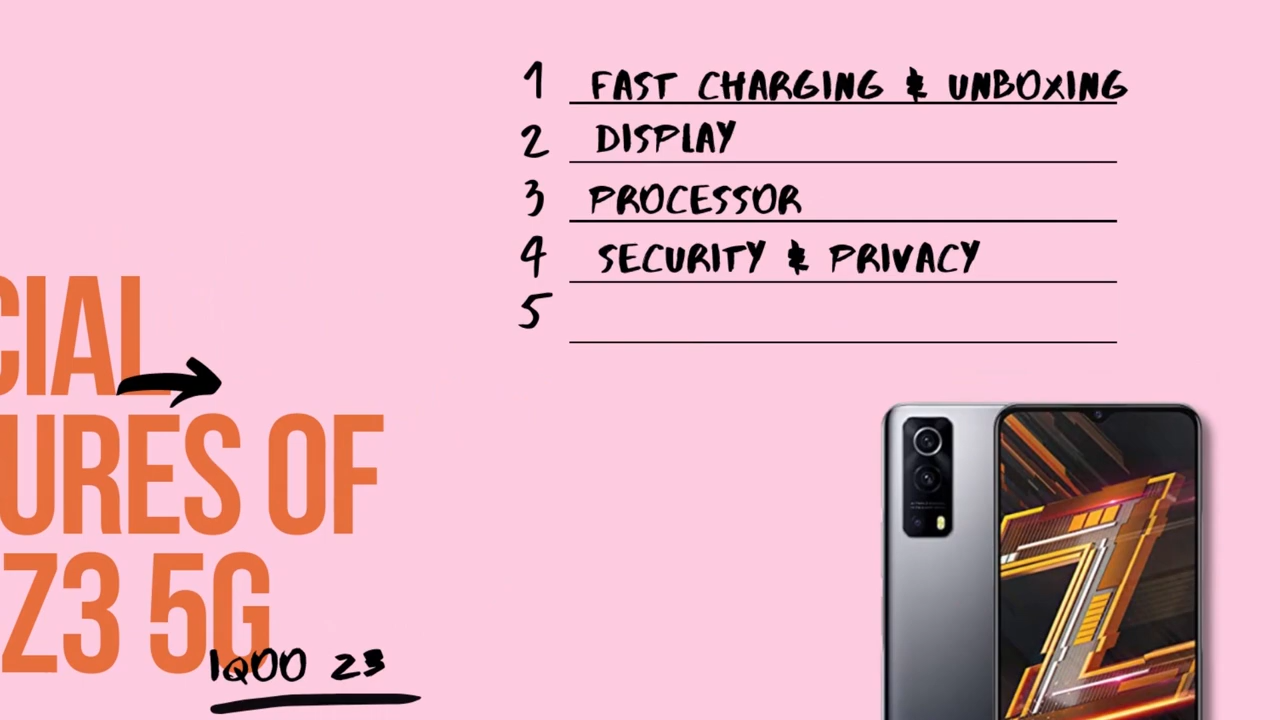 1 FAST CHARGING & UNBOXING
2 DISPLAY
3 PROCESSOR
4 SECURITY & PRIVACY
5
CIAL
URES OF
Z3 5G
IQOO Z3